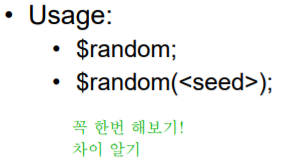 • Usage:
• $random;
• $random(<seed>);
꼭 한번 해보기!
차이 알기